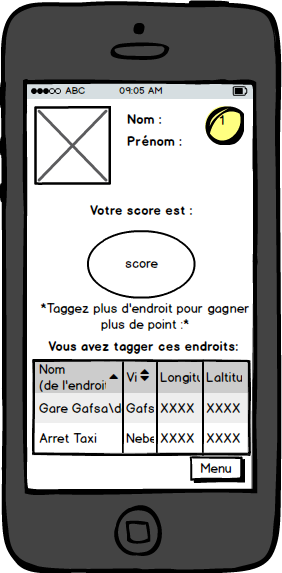 ABC 09:05 AM
Nom :
1
Prénom :
Votre score est :
score
*Taggez plus d'endroit pour gagner
plus de point :*
Vous avez tagger ces endroits:
Nom
(de l'endroit Vi Longitu Laltitu
Gare Gafsa\d Gafs XXXX XXXX
Arret Taxi Nebe XXXX XXXX
Menu